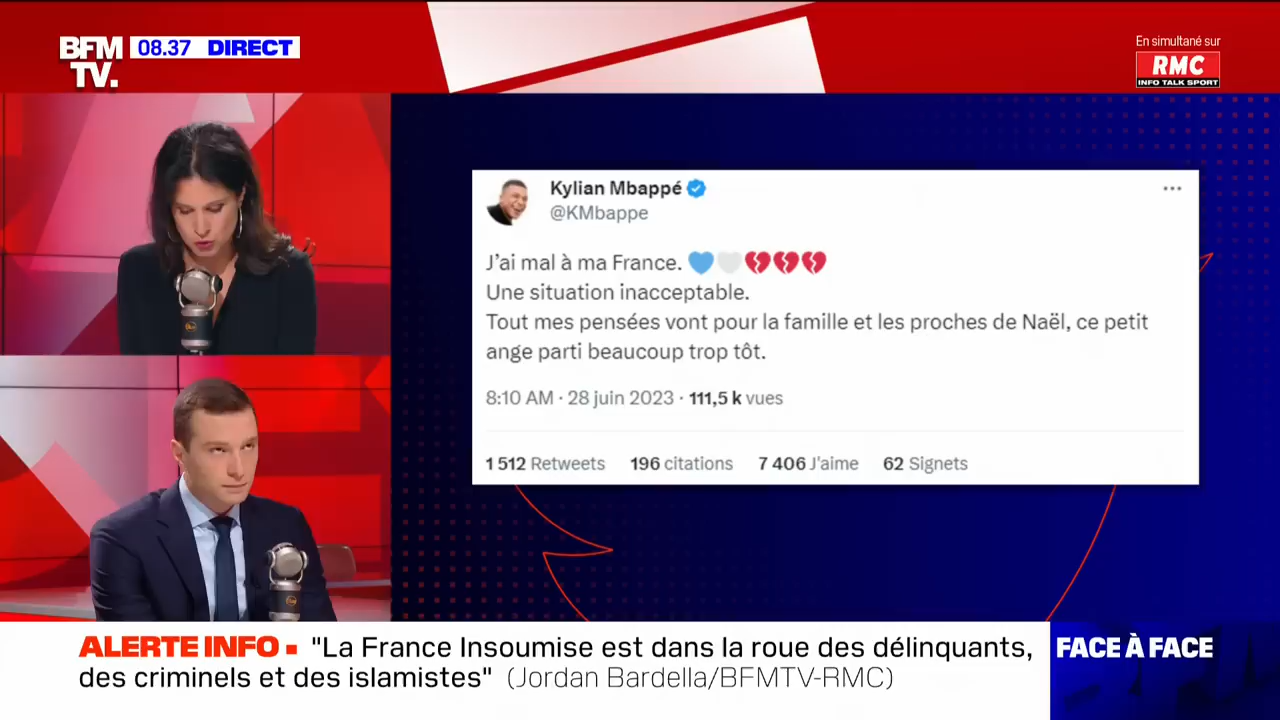 BFM
TV.
08.37 DIRECT
En simultané sur
RMC
INFO TALK SPORT
Kylian Mbappé
@KMbappe
J'ai mal à ma France. 💙🤍💔💔💔
Une situation inacceptable.
Tout mes pensées vont pour la famille et les proches de Naël, ce petit
ange parti beaucoup trop tôt.
8:10 AM · 28 juin 2023 · 111,5 k vues
1 512 Retweets 196 citations 7 406 J'aime 62 Signets
ALERTE INFO "La France Insoumise est dans la roue des délinquants,
des criminels et des islamistes" (Jordan Bardella/BFMTV-RMC)
FACE À FACE